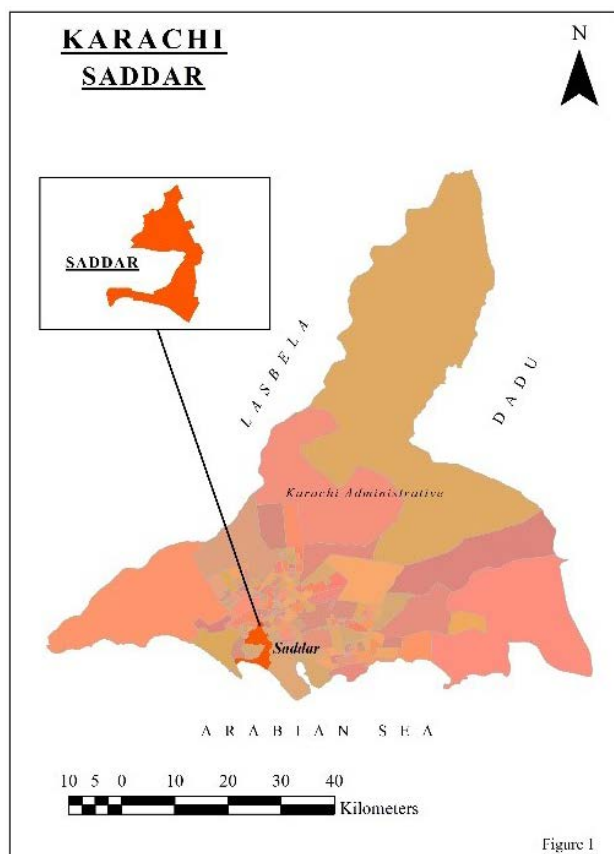 KARACHI
SADDAR
N
SADDAR
LASBELA
DADU
Karachi Administrative
Saddar
ARABIAN SEA
10 5 0 10 20 30 40
Kilometers
Figure 1